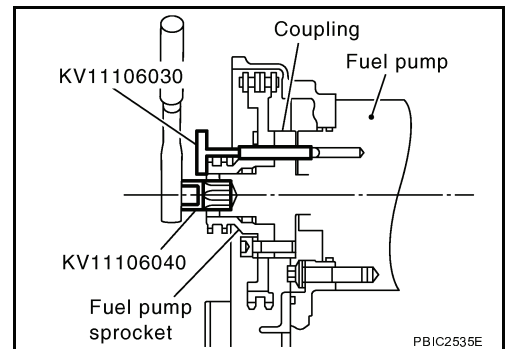 Coupling
KV11106030
Fuel pump
KV11106040
Fuel pump
sprocket
PBIC2535E